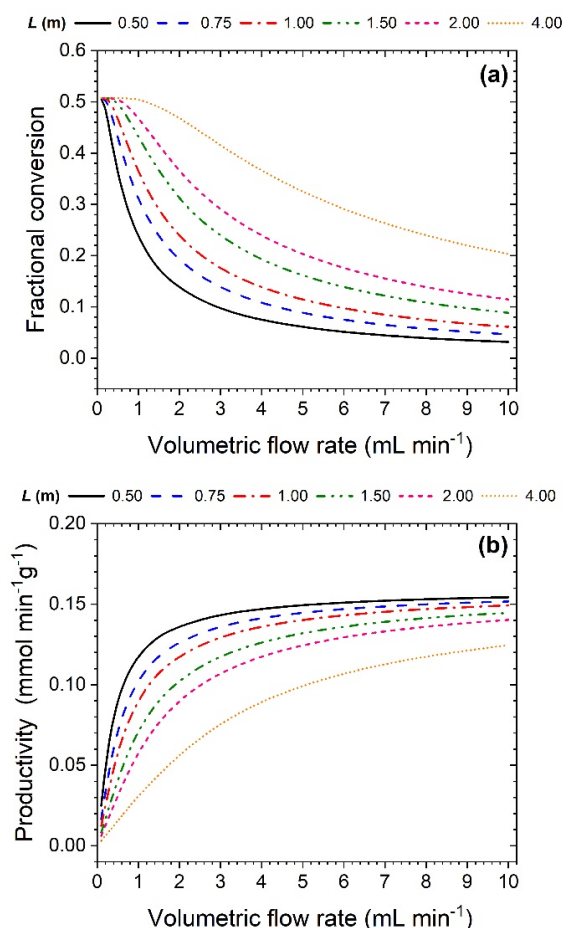 L (m) 0.50 0.75 1.00 1.50 2.00 4.00
(a)
0.6
0.5
0.4
0.3
0.2
0.1
0.0
Fractional conversion
0 1 2 3 4 5 6 7 8 9 10
Volumetric flow rate (mL min⁻¹)
L (m) 0.50 0.75 1.00 1.50 2.00 4.00
(b)
0.20
0.15
0.10
0.05
0.00
Productivity (mmol min⁻¹g⁻¹)
0 1 2 3 4 5 6 7 8 9 10
Volumetric flow rate (mL min⁻¹)